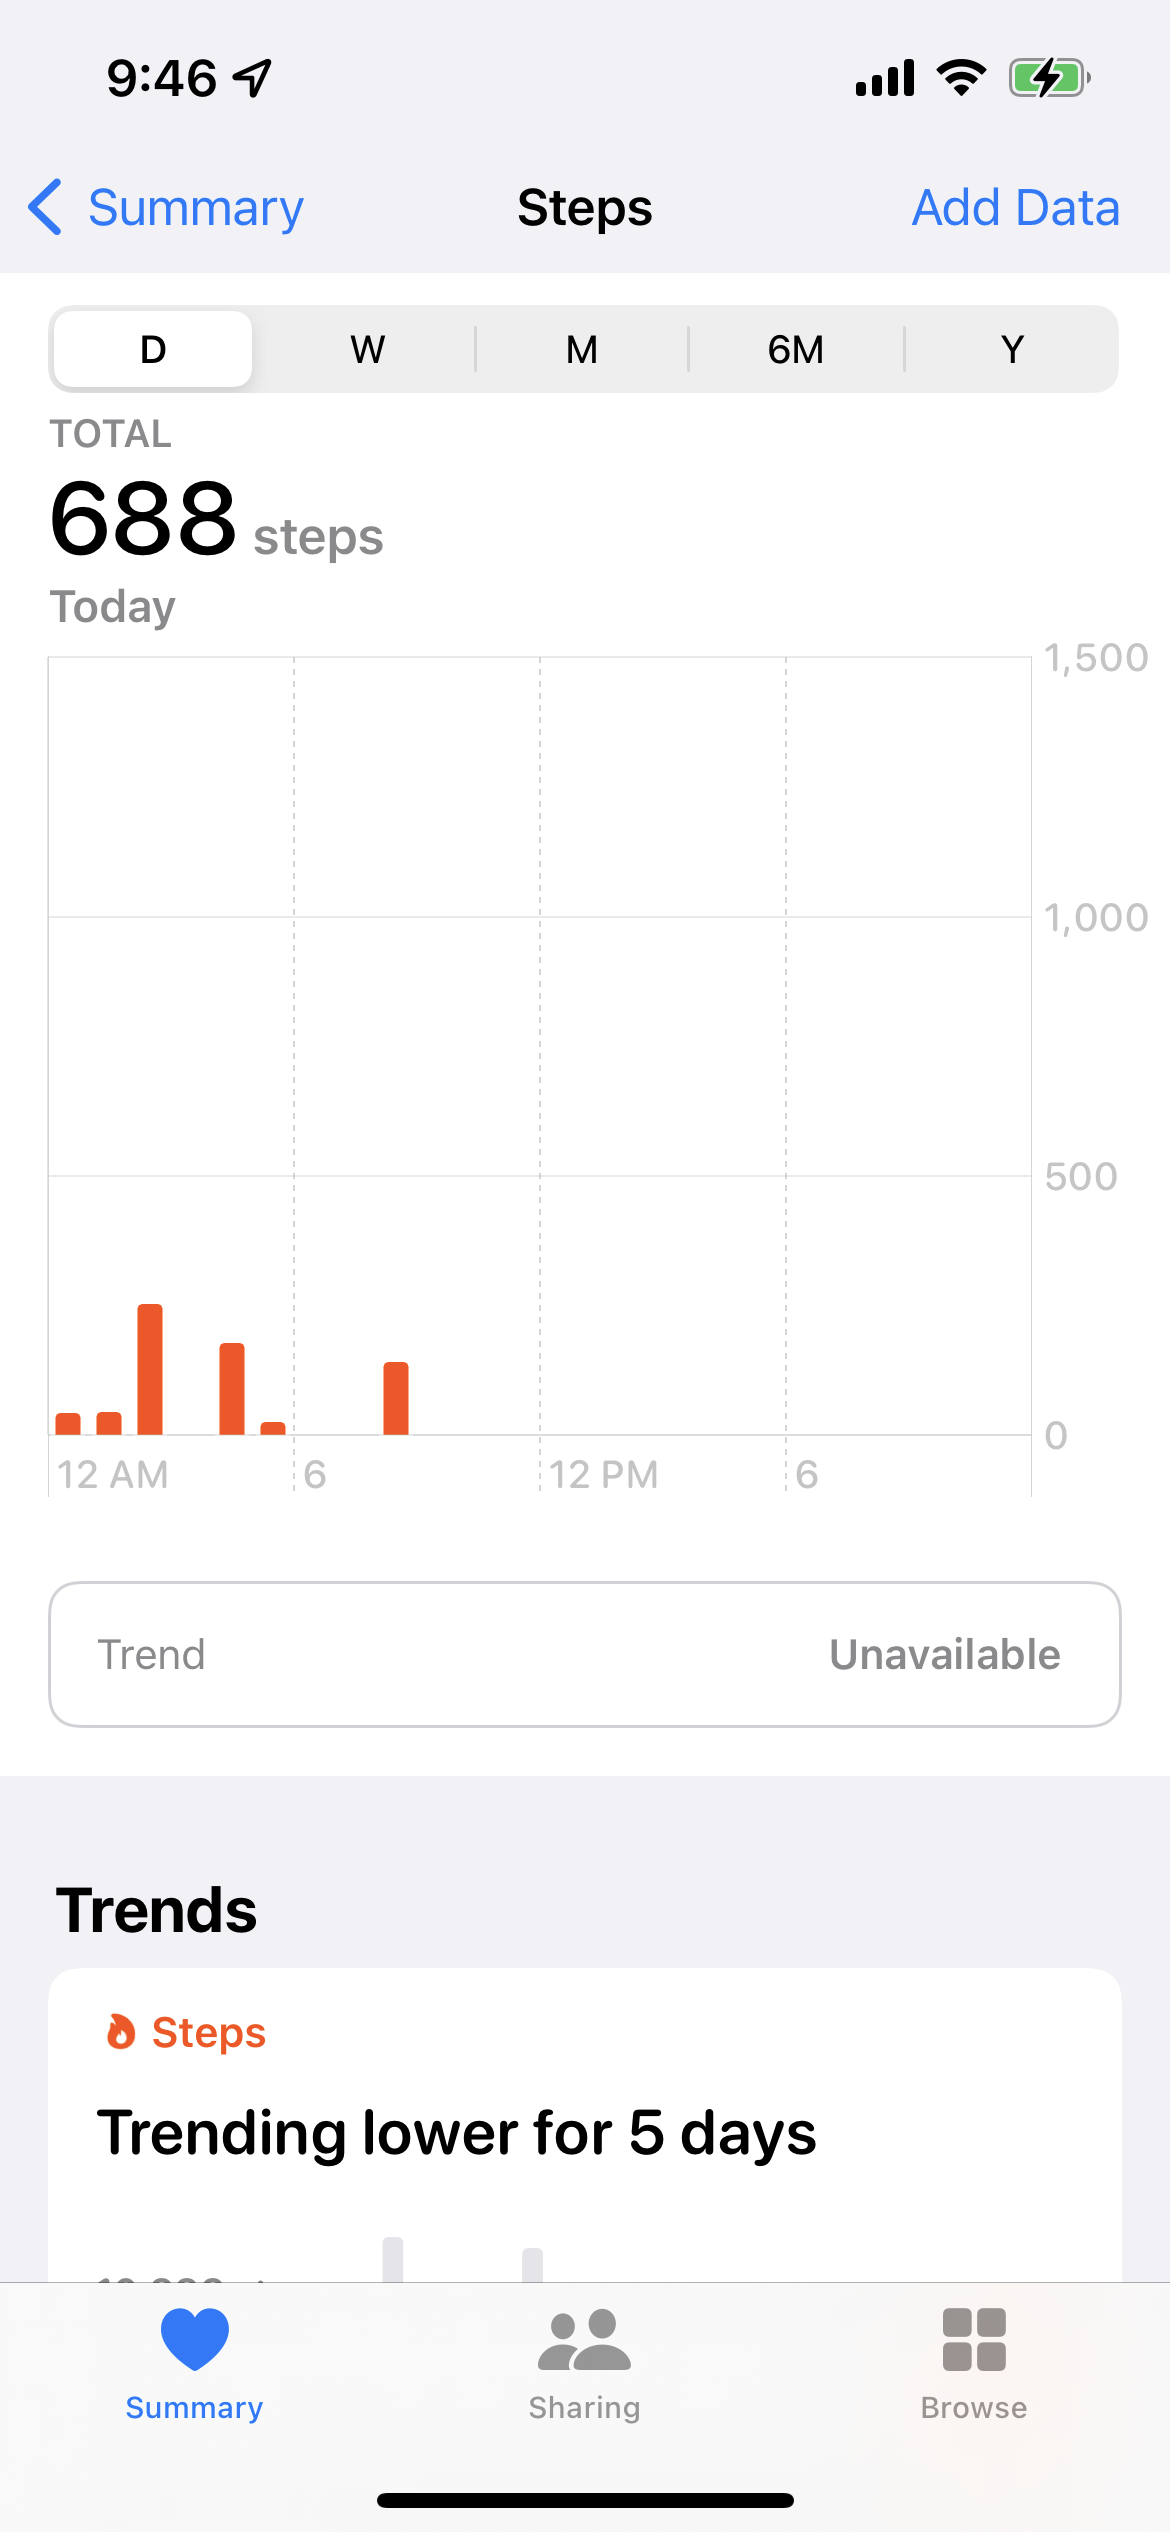 9:46
Summary Steps Add Data
D W M 6M Y
TOTAL
688 steps
Today
1,500
1,000
500
0
12 AM 6 12 PM 6
Trend Unavailable
Trends
Steps
Trending lower for 5 days
Summary Sharing Browse